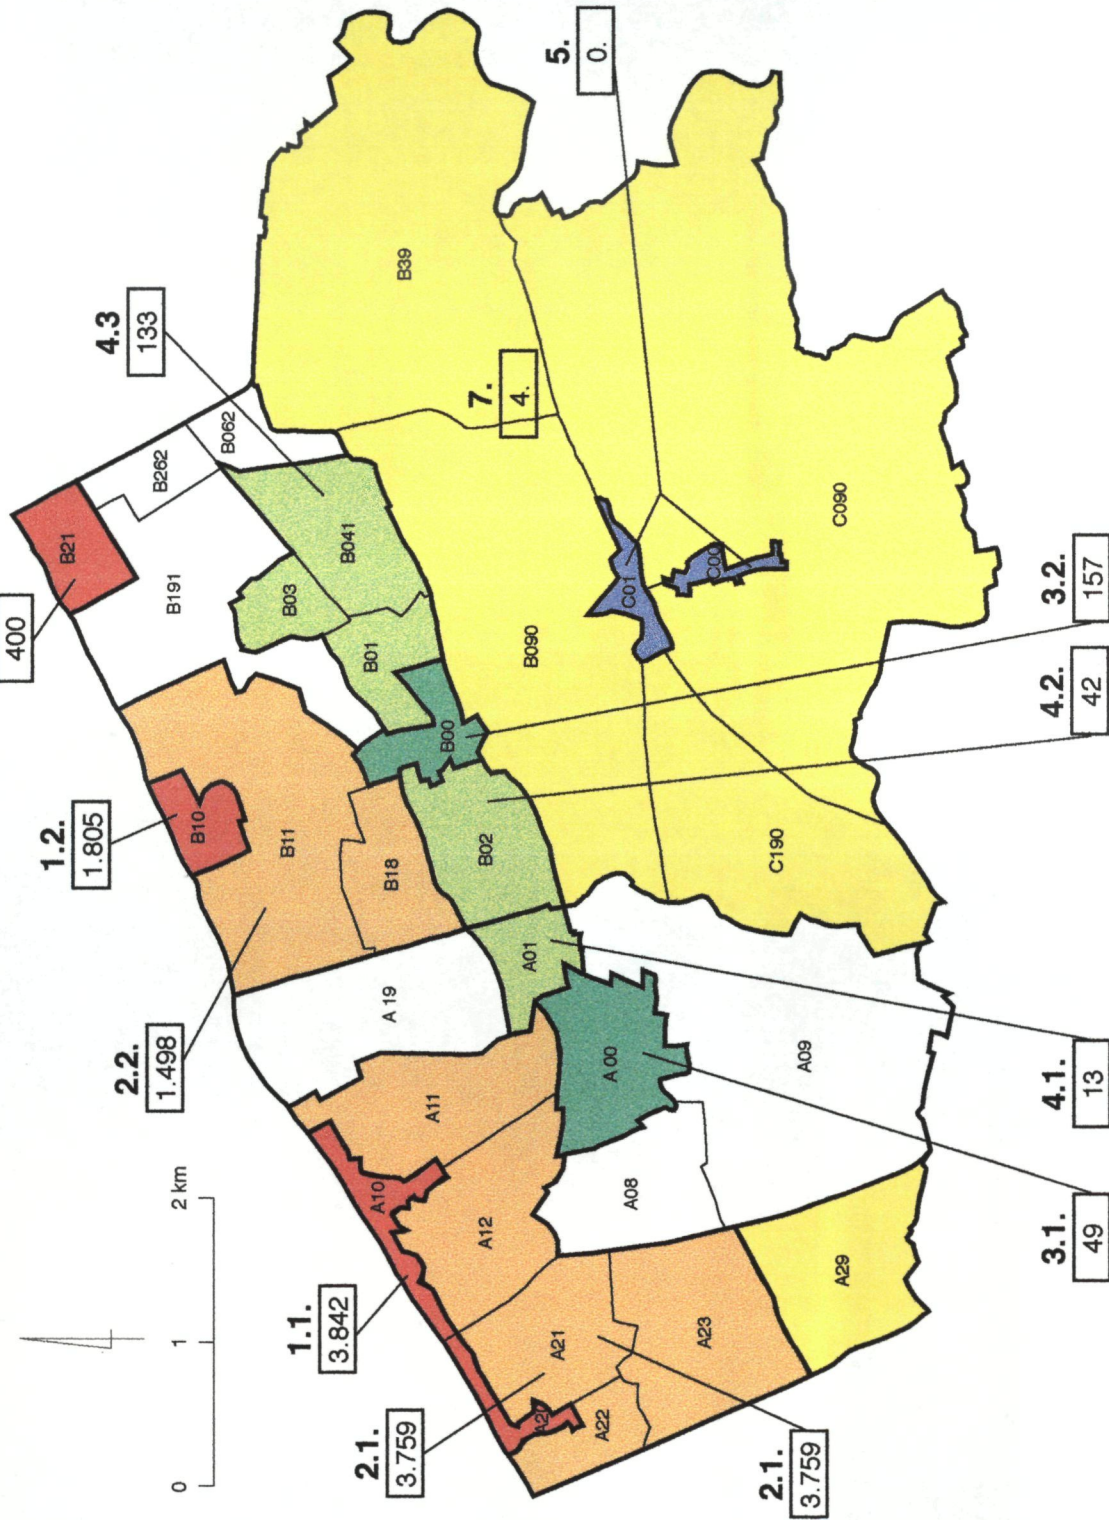 0
1
2 km
2.1.
3.759
1.1.
3.842
2.2.
1.498
1.2.
1.805
400
4.3
133
5.
0.
7.
4.
A20
A22
A21
A23
A29
A12
A10
A11
A08
A 00
A09
A 19
A01
B11
B10
B18
B02
B00
B01
B03
B041
B191
B21
B262
B062
B39
B090
C01
C00
C090
C190
2.1.
3.759
3.1.
49
4.1.
13
4.2.
42
3.2.
157